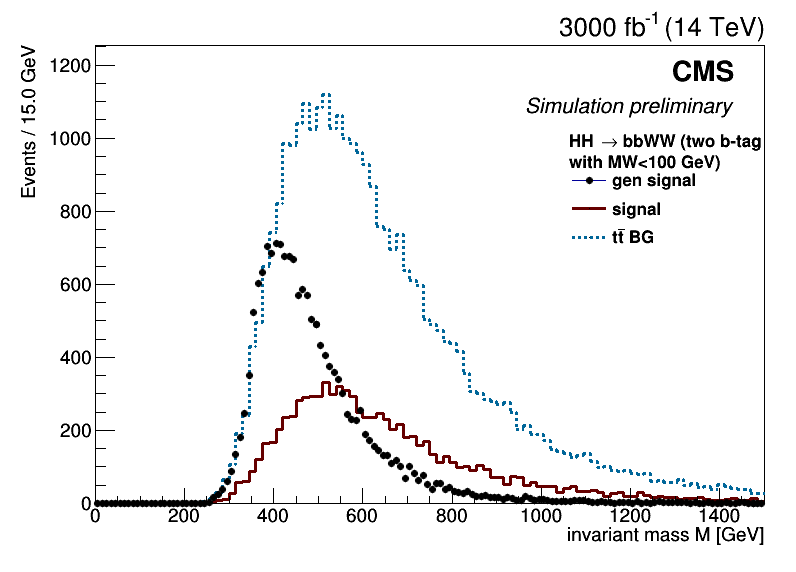 3000 fb⁻¹ (14 TeV)
Events / 15.0 GeV
1200
1000
800
600
400
200
0
CMS
Simulation preliminary
HH → bbWW (two b-tag
with MW<100 GeV)
gen signal
signal
tt̄ BG
0 200 400 600 800 1000 1200 1400
invariant mass M [GeV]